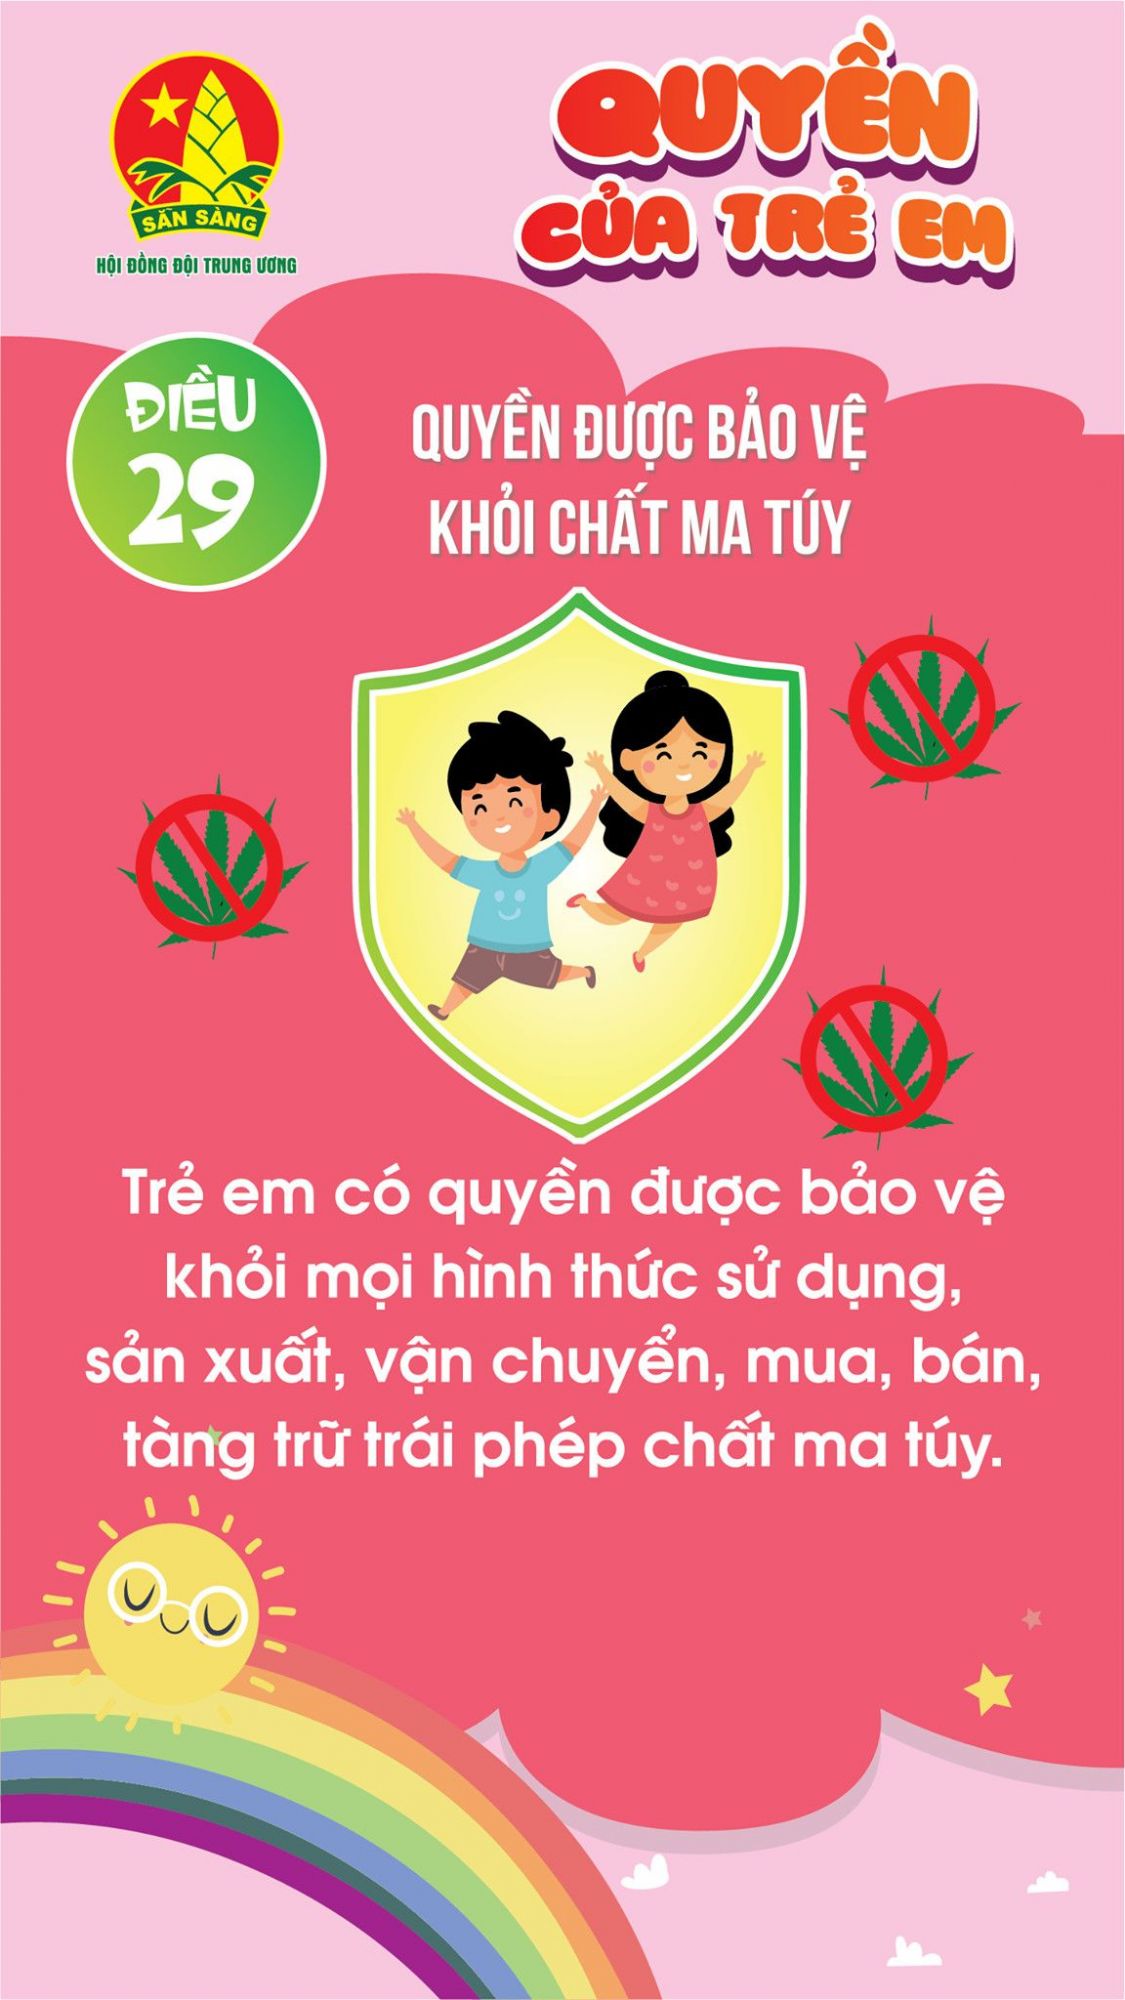 SẴN SÀNG
HỘI ĐỒNG ĐỘI TRUNG ƯƠNG
QUYỀN
CỦA TRẺ EM
ĐIỀU
29
QUYỀN ĐƯỢC BẢO VỆ
KHỎI CHẤT MA TÚY
Trẻ em có quyền được bảo vệ
khỏi mọi hình thức sử dụng,
sản xuất, vận chuyển, mua, bán,
tàng trữ trái phép chất ma túy.